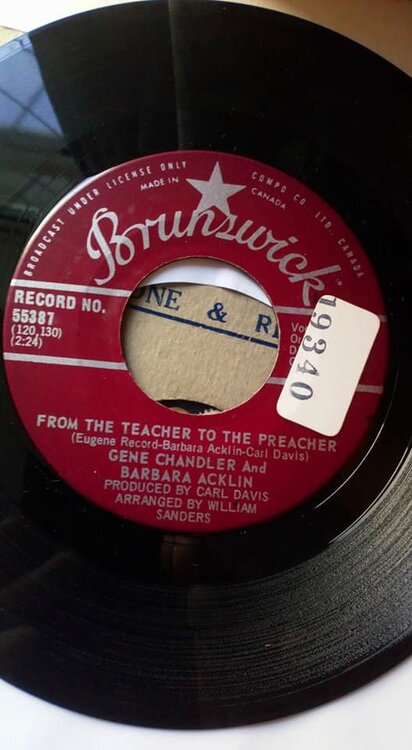 BROADCAST UNDER LICENSE ONLY
COMPO CO. LTD. CANADA
MADE IN CANADA
Brunswick
RECORD NO.
55387
(120,130)
(2:24)
NE & RI
19340
FROM THE TEACHER TO THE PREACHER
(Eugene Record-Barbara Acklin-Carl Davis)
GENE CHANDLER And
BARBARA ACKLIN
PRODUCED BY CARL DAVIS
ARRANGED BY WILLIAM
SANDERS